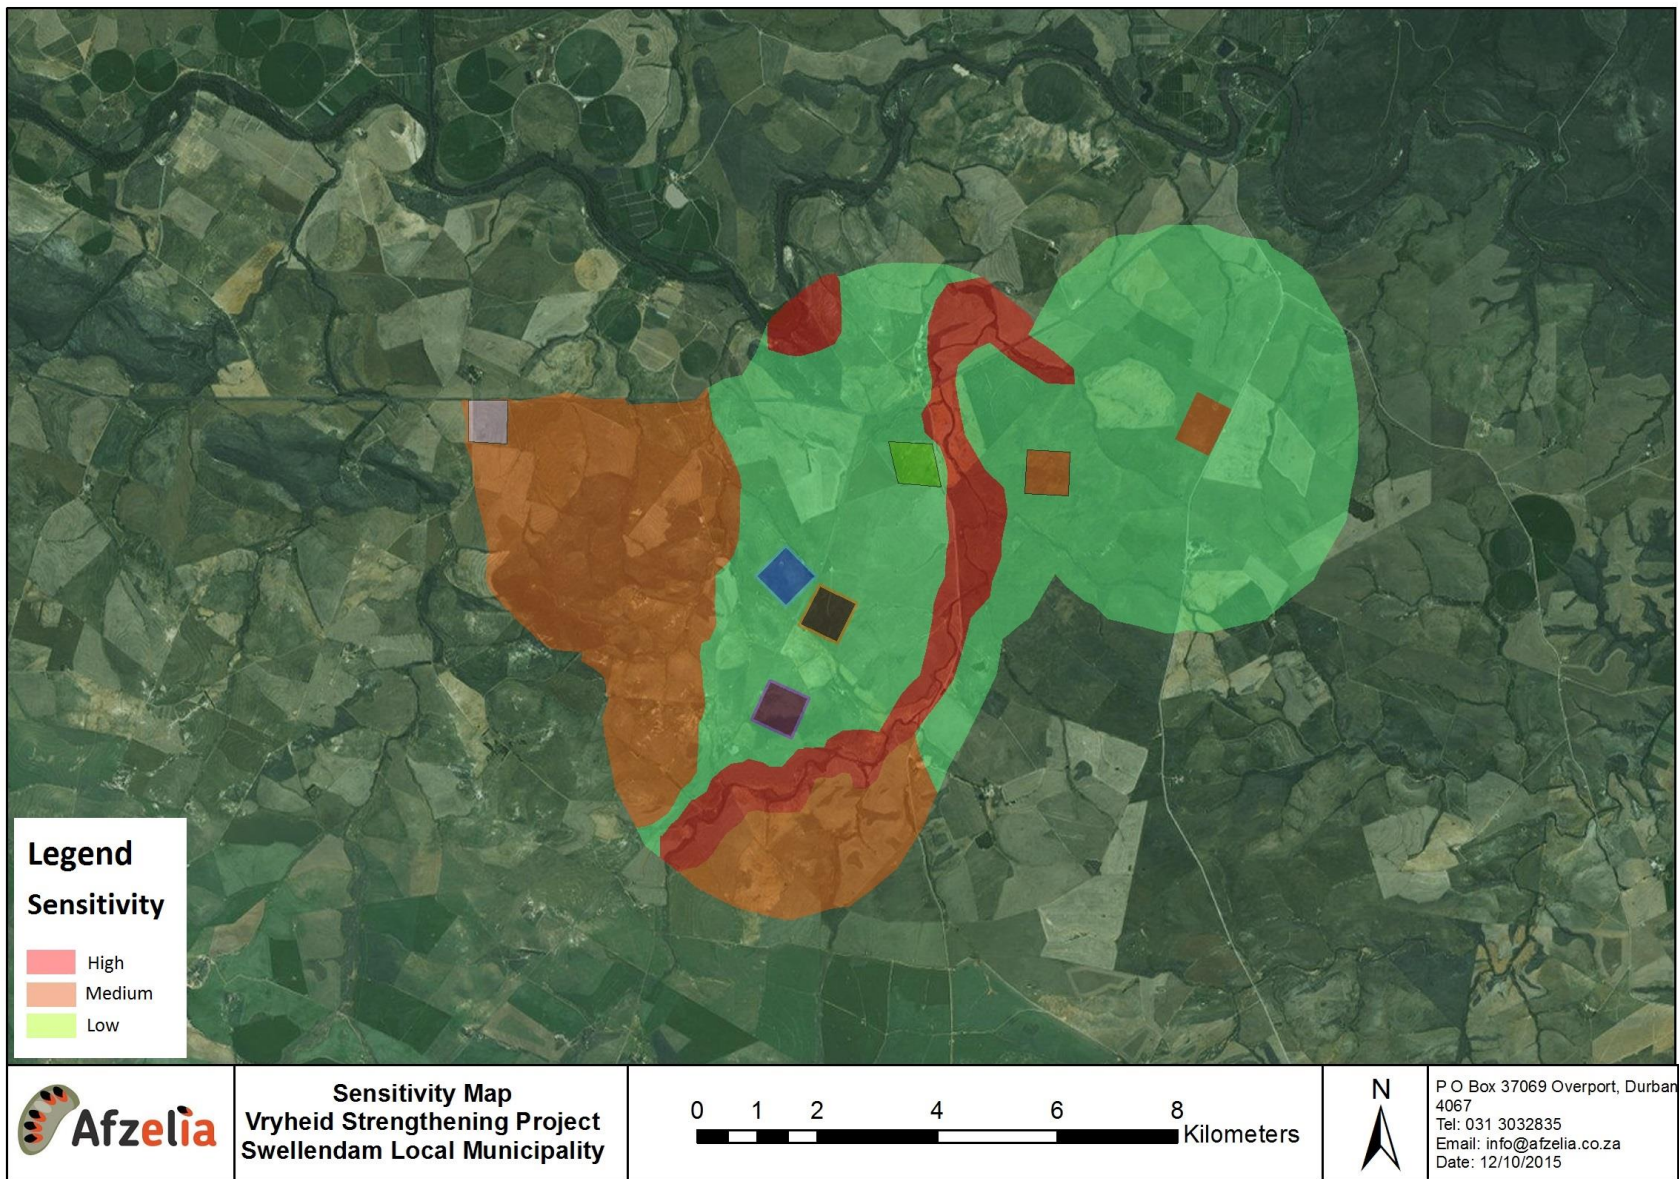 Legend
Sensitivity
High
Medium
Low
Afzelia
Sensitivity Map
Vryheid Strengthening Project
Swellendam Local Municipality
0 1 2 4 6 8
Kilometers
N
P O Box 37069 Overport, Durban
4067
Tel: 031 3032835
Email: info@afzelia.co.za
Date: 12/10/2015